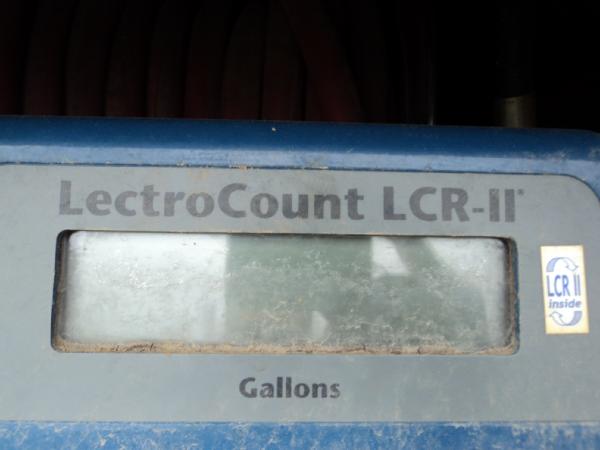 LectroCount LCR-II®
LCR II
inside
Gallons